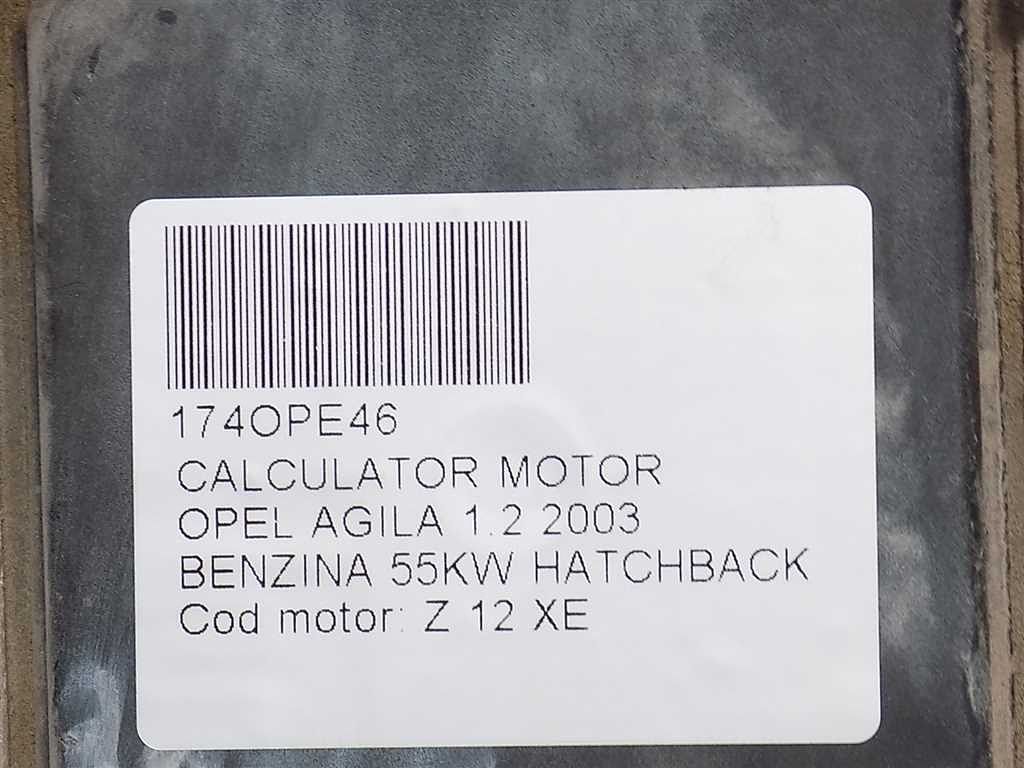 174OPE46
CALCULATOR MOTOR
OPEL AGILA 1.2 2003
BENZINA 55KW HATCHBACK
Cod motor: Z 12 XE